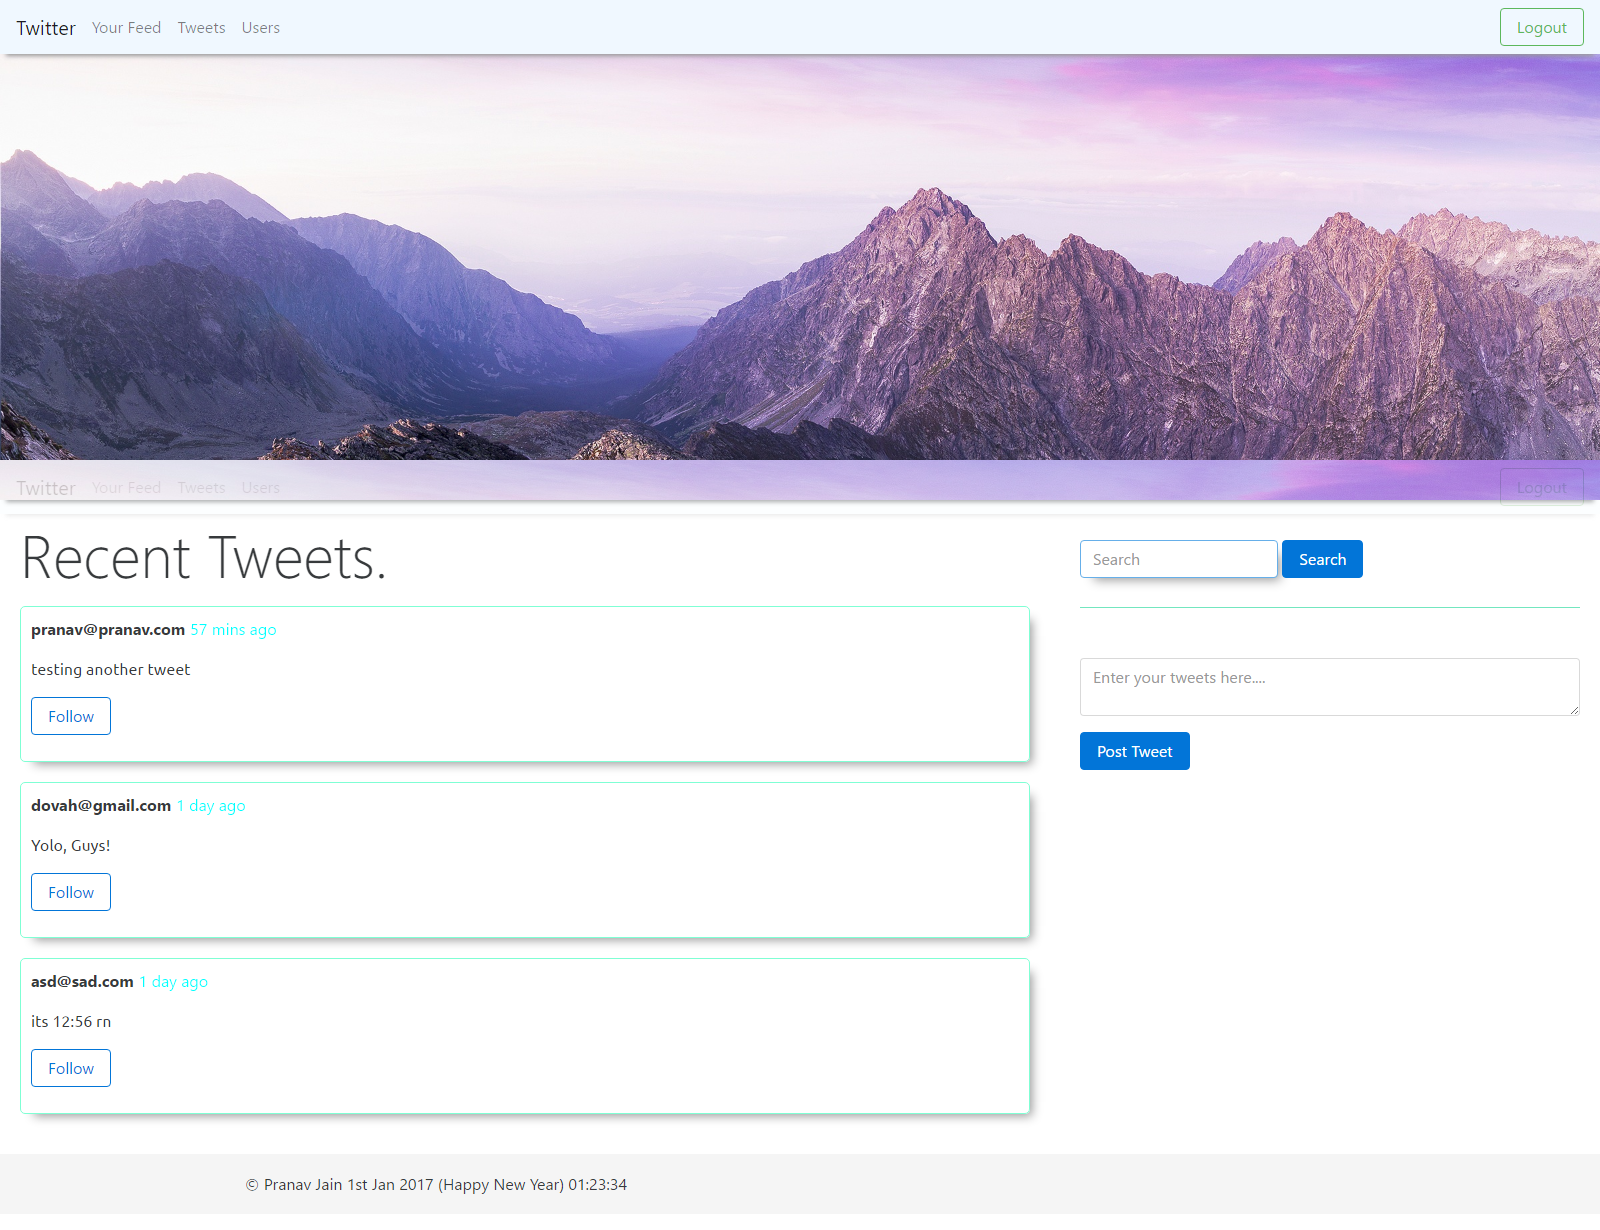 Twitter Your Feed Tweets Users Logout
Twitter Your Feed Tweets Users Logout
Recent Tweets.
Search Search
pranav@pranav.com 57 mins ago
testing another tweet
Follow
Enter your tweets here....
Post Tweet
dovah@gmail.com 1 day ago
Yolo, Guys!
Follow
asd@sad.com 1 day ago
its 12:56 rn
Follow
© Pranav Jain 1st Jan 2017 (Happy New Year) 01:23:34